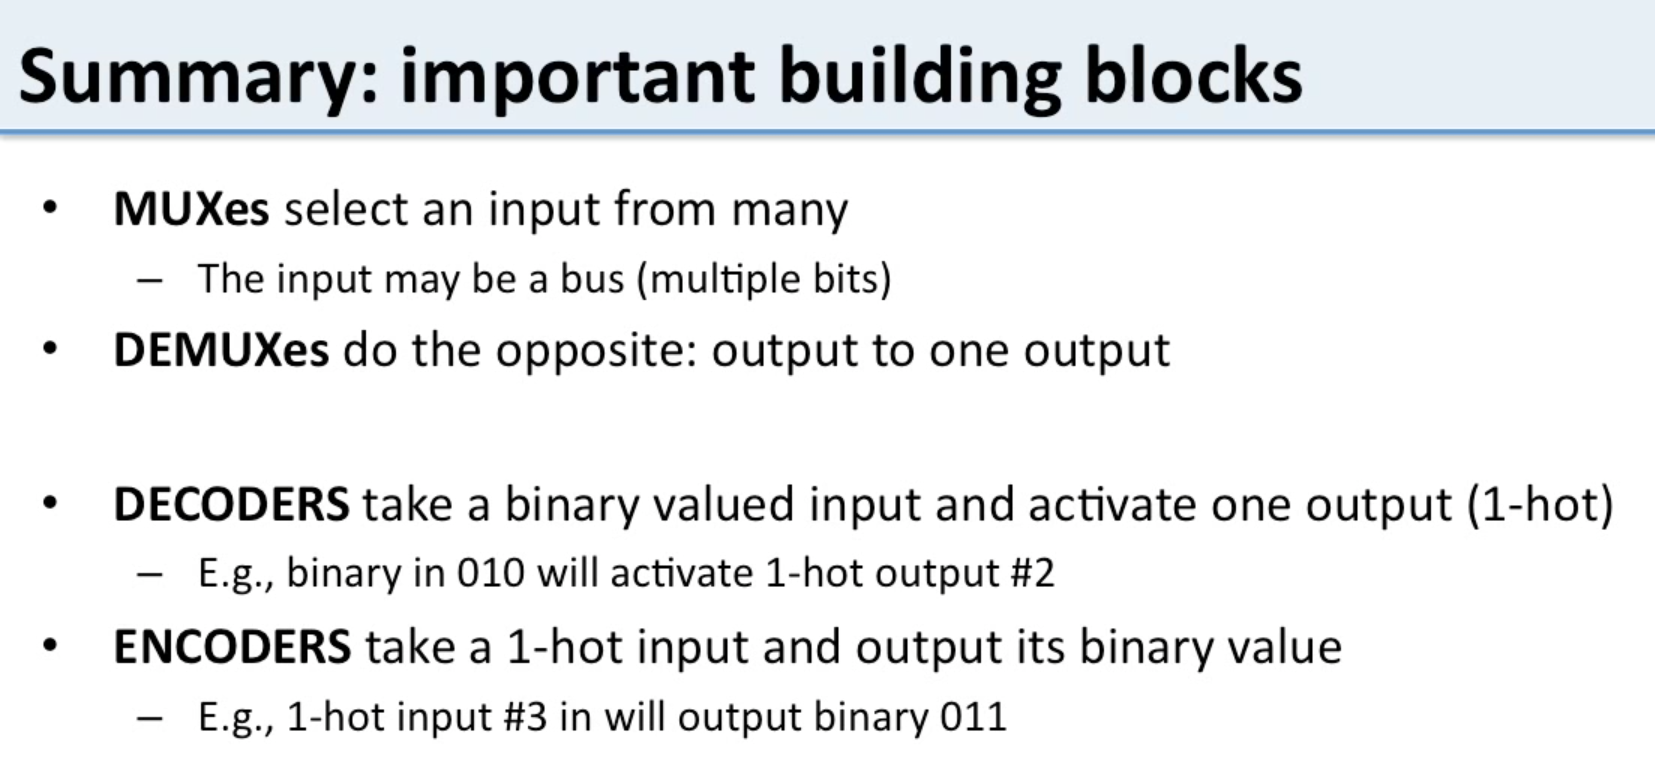 Summary: important building blocks
• MUXes select an input from many
– The input may be a bus (multiple bits)
• DEMUXes do the opposite: output to one output
• DECODERS take a binary valued input and activate one output (1-hot)
– E.g., binary in 010 will activate 1-hot output #2
• ENCODERS take a 1-hot input and output its binary value
– E.g., 1-hot input #3 in will output binary 011